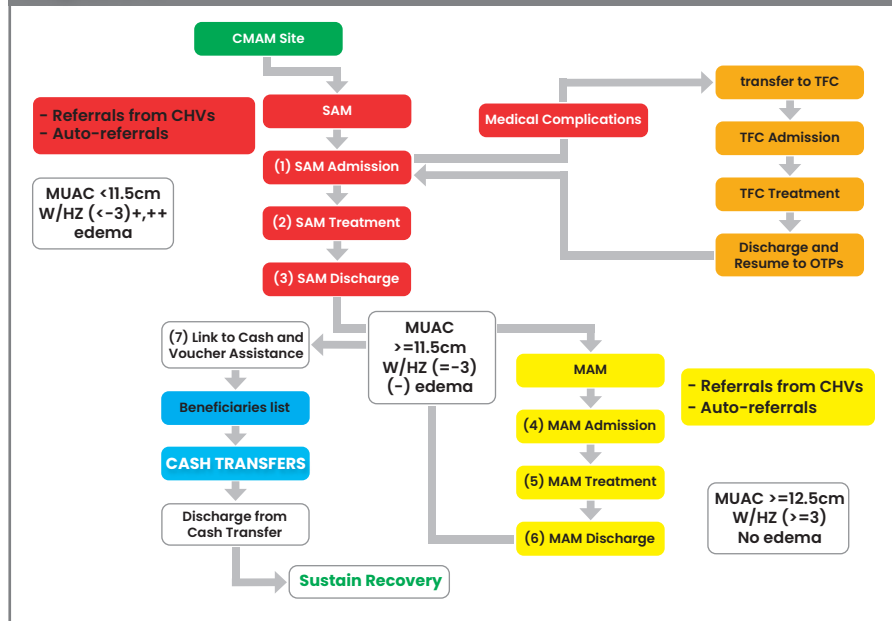 CMAM Site
- Referrals from CHVs
- Auto-referrals
SAM
Medical Complications
transfer to TFC
(1) SAM Admission
TFC Admission
MUAC <11.5cm
W/HZ (<-3)+,++
edema
(2) SAM Treatment
TFC Treatment
(3) SAM Discharge
Discharge and
Resume to OTPs
(7) Link to Cash and
Voucher Assistance
MUAC
>=11.5cm
W/HZ (=-3)
(-) edema
MAM
- Referrals from CHVs
- Auto-referrals
Beneficiaries list
(4) MAM Admission
CASH TRANSFERS
(5) MAM Treatment
Discharge from
Cash Transfer
(6) MAM Discharge
MUAC >=12.5cm
W/HZ (>=3)
No edema
Sustain Recovery